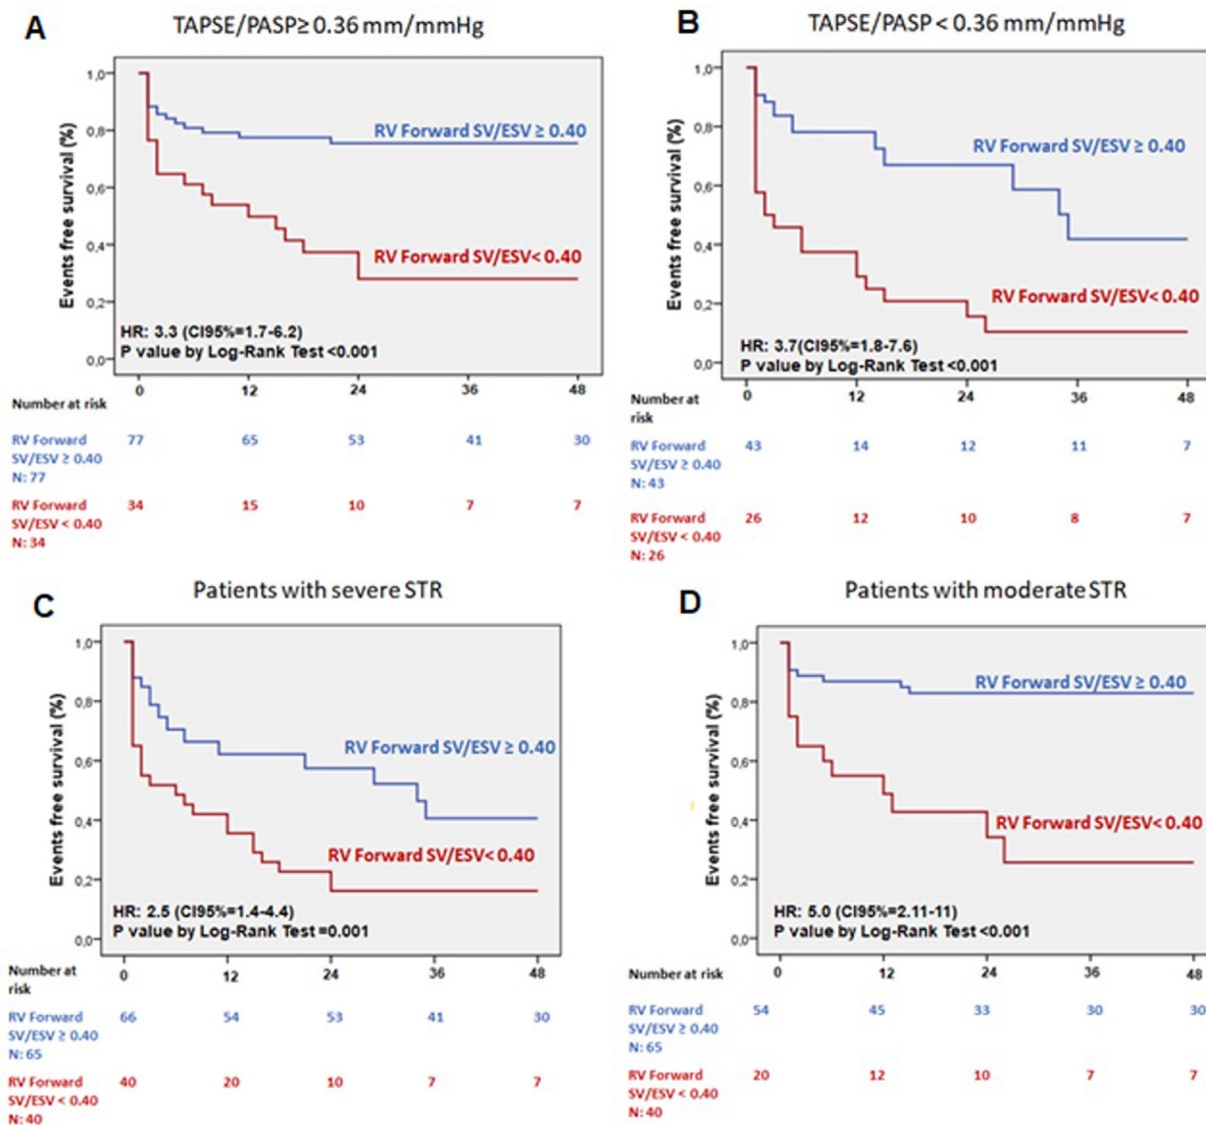 A
TAPSE/PASP≥ 0.36 mm/mmHg
Events free survival (%)
1,0
0,8
0,6
0,4
0,2
0,0
RV Forward SV/ESV ≥ 0.40
RV Forward SV/ESV< 0.40
HR: 3.3 (CI95%=1.7-6.2)
P value by Log-Rank Test <0.001
0 12 24 36 48
Number at risk
RV Forward 77 65 53 41 30
SV/ESV ≥ 0.40
N: 77
RV Forward 34 15 10 7 7
SV/ESV < 0.40
N: 34
B
TAPSE/PASP < 0.36 mm/mmHg
Events free survival (%)
1,0
0,8
0,6
0,4
0,2
0,0
RV Forward SV/ESV ≥ 0.40
RV Forward SV/ESV< 0.40
HR: 3.7(CI95%=1.8-7.6)
P value by Log-Rank Test <0.001
0 12 24 36 48
Number at
risk
RV Forward 43 14 12 11 7
SV/ESV ≥ 0.40
N: 43
RV Forward 26 12 10 8 7
SV/ESV < 0.40
N: 26
C
Patients with severe STR
Events free survival (%)
1,0
0,8
0,6
0,4
0,2
0,0
RV Forward SV/ESV ≥ 0.40
RV Forward SV/ESV< 0.40
HR: 2.5 (CI95%=1.4-4.4)
P value by Log-Rank Test =0.001
0 12 24 36 48
Number at
risk
RV Forward 66 54 53 41 30
SV/ESV ≥ 0.40
N: 65
RV Forward 40 20 10 7 7
SV/ESV < 0.40
N: 40
D
Patients with moderate STR
Events free survival (%)
1,0
0,8
0,6
0,4
0,2
0,0
RV Forward SV/ESV ≥ 0.40
RV Forward SV/ESV< 0.40
HR: 5.0 (CI95%=2.11-11)
P value by Log-Rank Test <0.001
0 12 24 36 48
Number at risk
RV Forward 54 45 33 30 30
SV/ESV ≥ 0.40
N: 65
RV Forward 20 12 10 7 7
SV/ESV < 0.40
N: 40